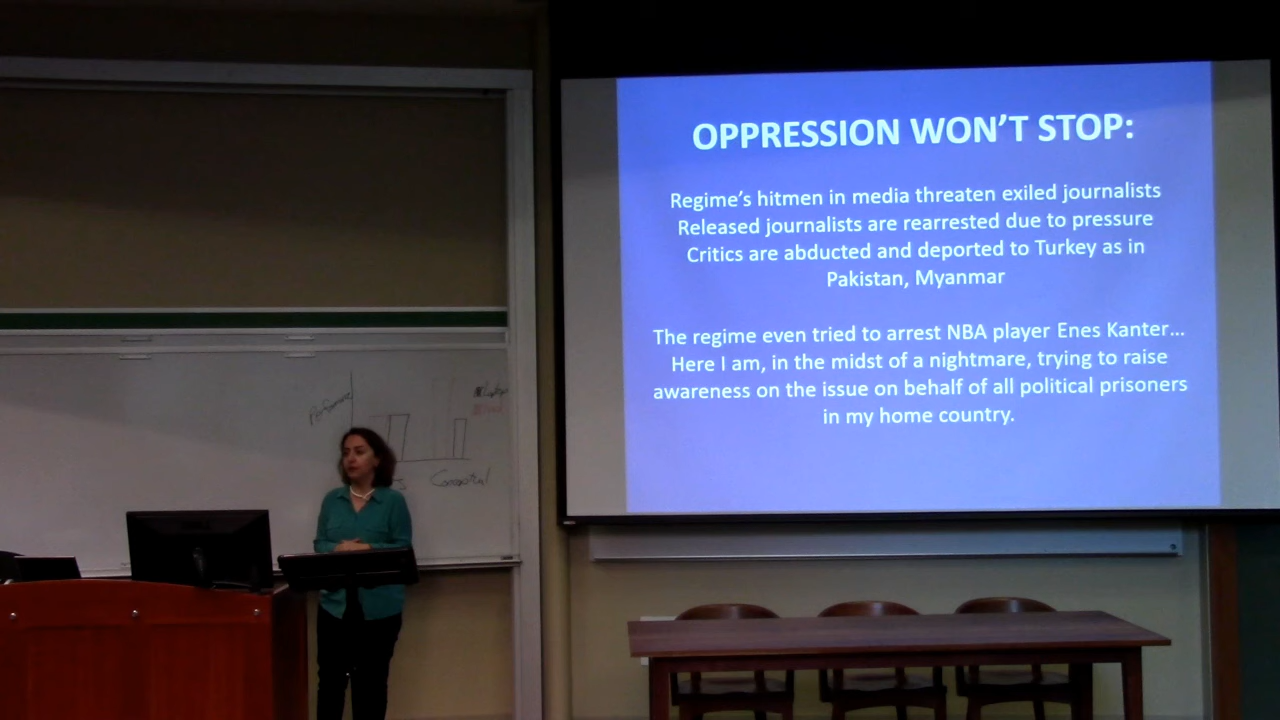 OPPRESSION WON'T STOP:
Regime's hitmen in media threaten exiled journalists
Released journalists are rearrested due to pressure
Critics are abducted and deported to Turkey as in
Pakistan, Myanmar
The regime even tried to arrest NBA player Enes Kanter...
Here I am, in the midst of a nightmare, trying to raise
awareness on the issue on behalf of all political prisoners
in my home country.